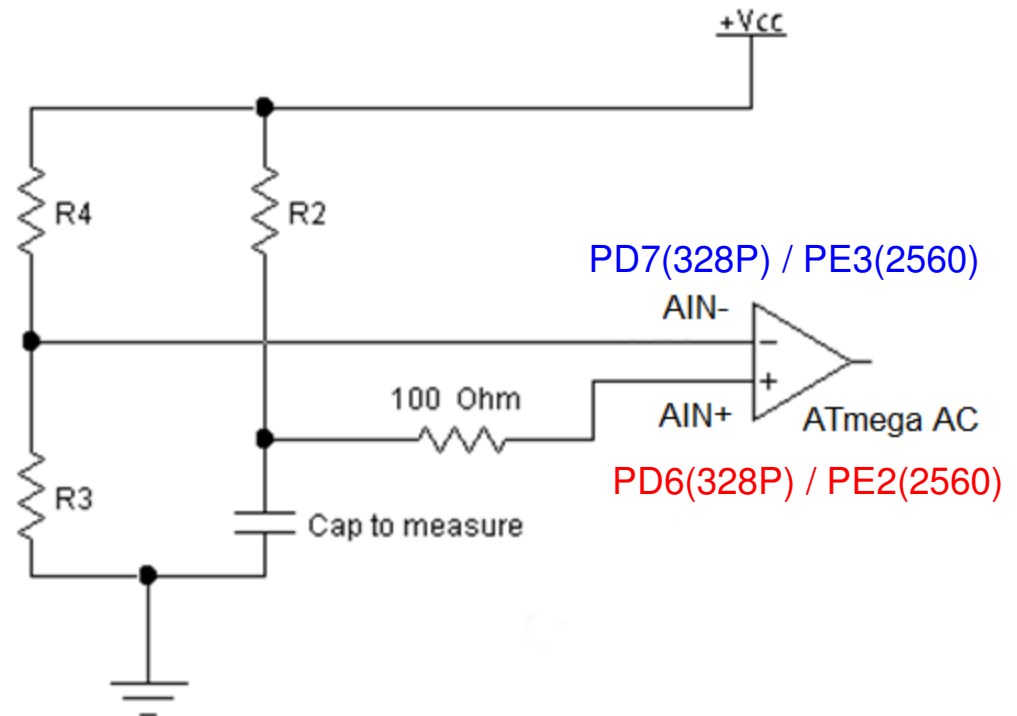 +Vcc
R4
R2
PD7(328P) / PE3(2560)
AIN-
−
100 Ohm
+
AIN+
ATmega AC
PD6(328P) / PE2(2560)
R3
Cap to measure